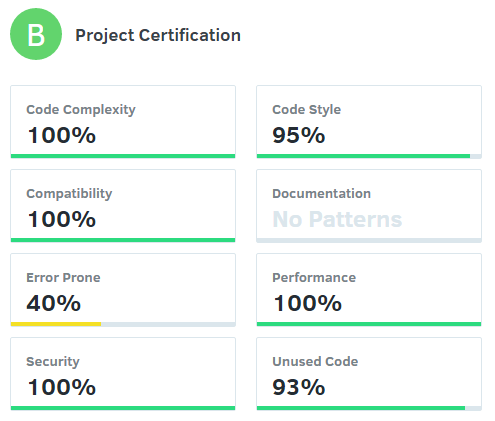 B
Project Certification
Code Complexity
100%
Code Style
95%
Compatibility
100%
Documentation
No Patterns
Error Prone
40%
Performance
100%
Security
100%
Unused Code
93%